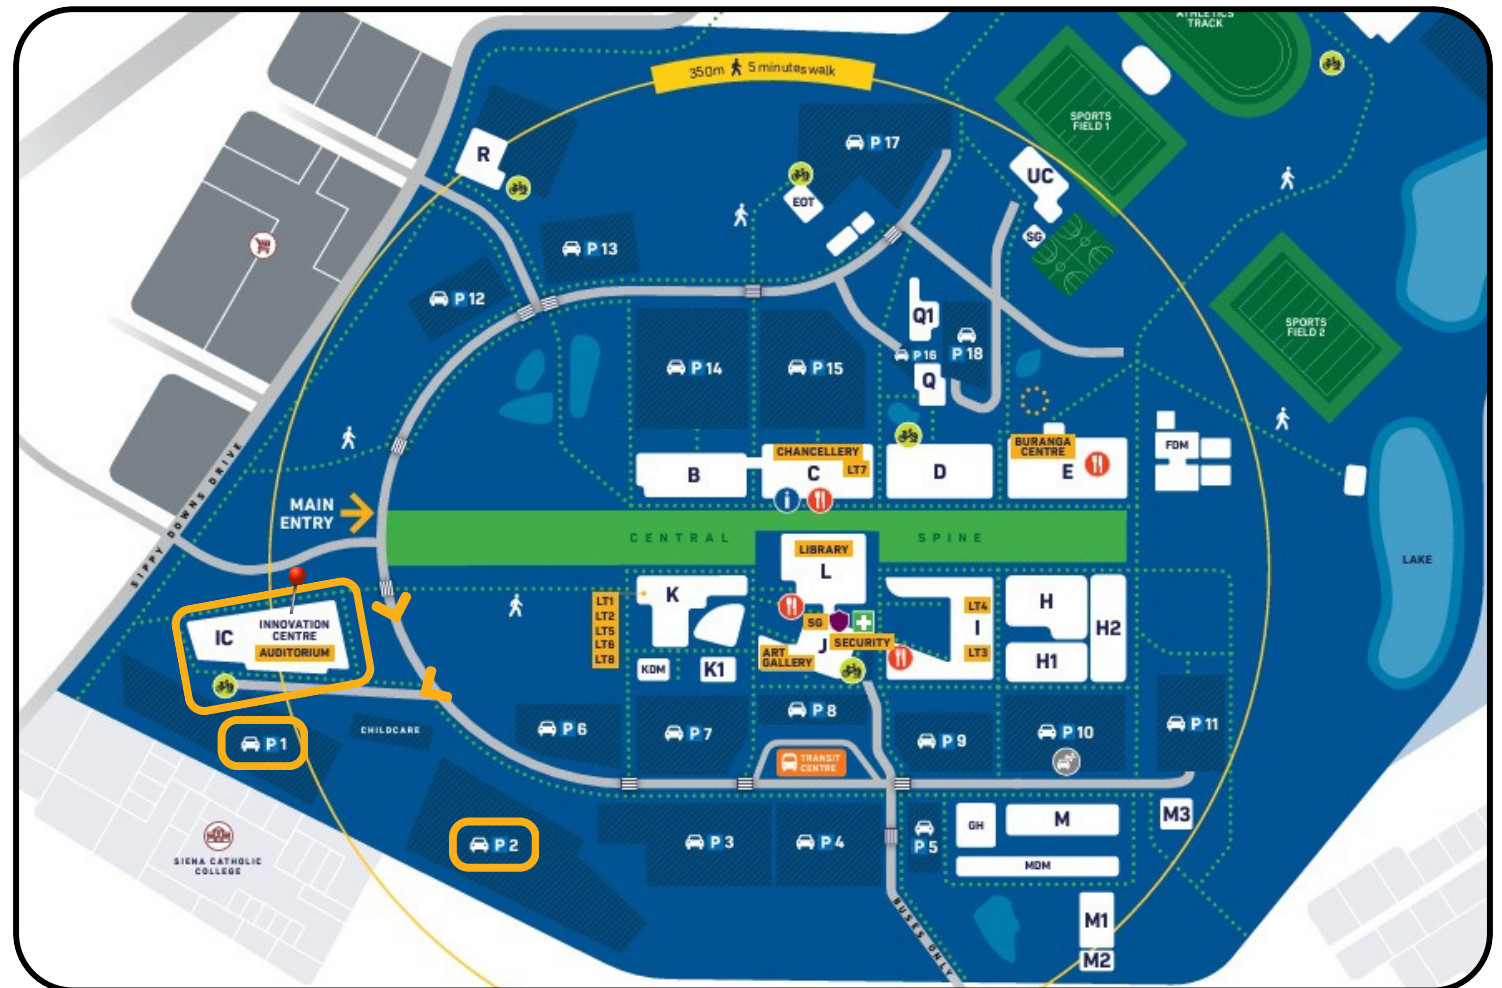 ATHLETICS
TRACK
350m 5 minutes walk
SPORTS
FIELD 1
P 17
R
UC
EOT
SG
P 13
P 12
Q1
SPORTS
FIELD 2
P 16
P 18
P 14
P 15
Q
CHANCELLERY
BURANGA
CENTRE
FDM
B
C
LT7
D
E
MAIN
ENTRY
SIPPY DOWNS DRIVE
CENTRAL
SPINE
LIBRARY
L
LAKE
K
LT1
LT2
LT5
LT6
LT8
LT4
I
LT3
H
H2
H1
IC
INNOVATION
CENTRE
AUDITORIUM
SG
SECURITY
J
ART
GALLERY
KDM
K1
P 1
CHILDCARE
P 6
P 7
P 8
P 9
P 10
P 11
TRANSIT
CENTRE
P 2
P 3
P 4
P 5
GH
M
M3
MDM
SIENA CATHOLIC
COLLEGE
BUSES ONLY
M1
M2